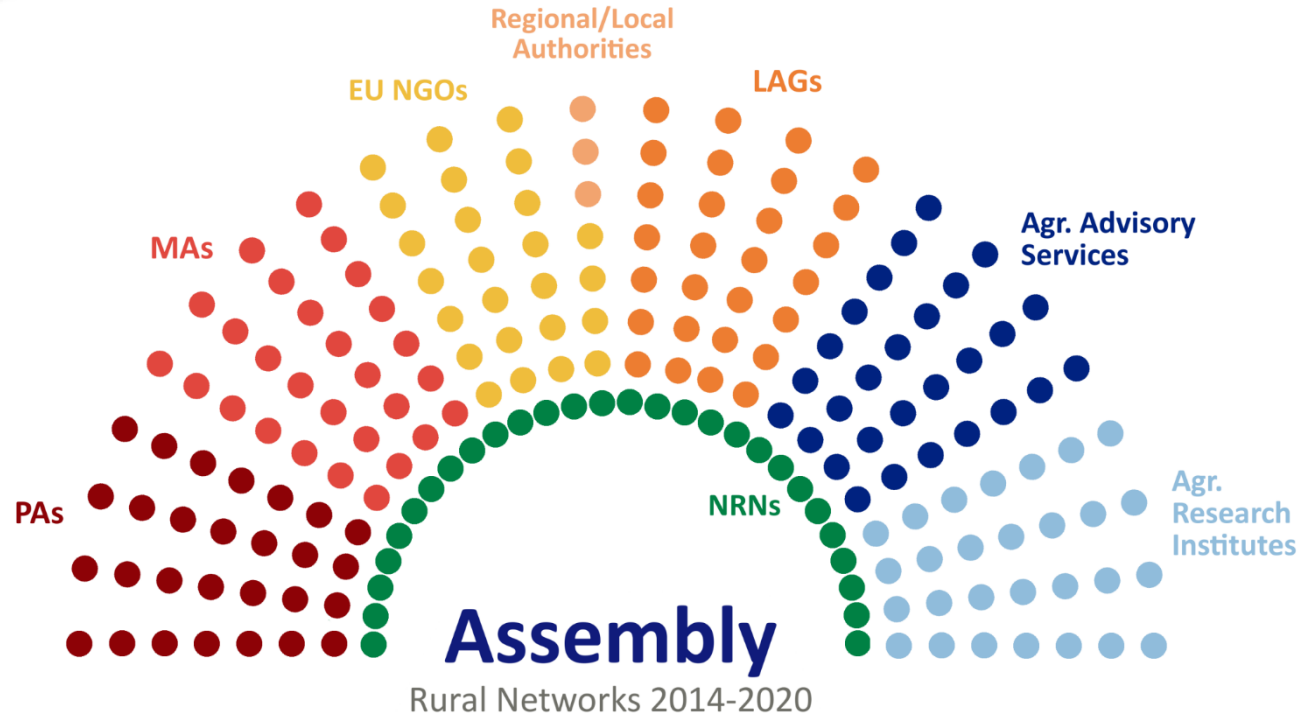 Regional/Local
Authorities
EU NGOs
LAGs
MAs
Agr. Advisory
Services
PAs
NRNs
Agr.
Research
Institutes
Assembly
Rural Networks 2014-2020